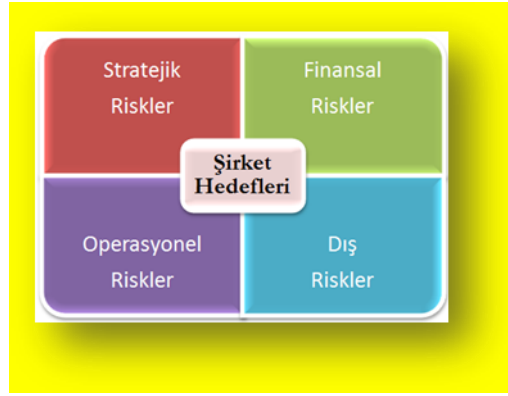 Stratejik
Riskler
Finansal
Riskler
Şirket
Hedefleri
Operasyonel
Riskler
Dış
Riskler